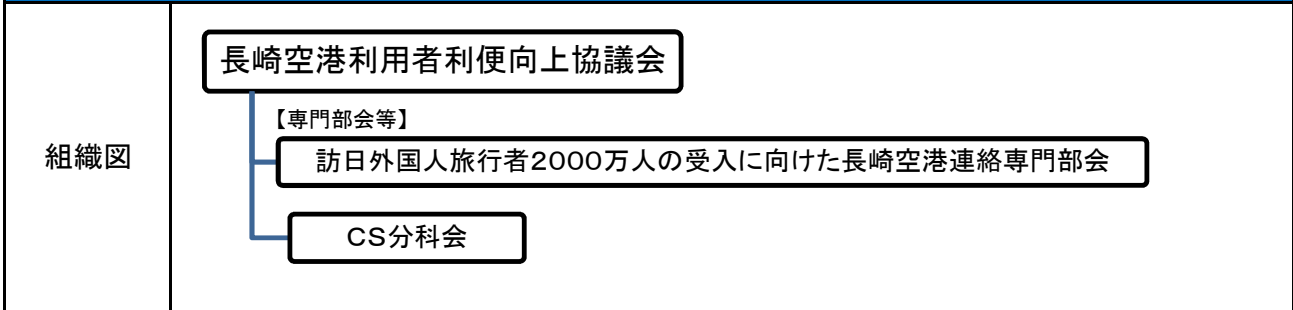 組織図
長崎空港利用者利便向上協議会
【専門部会等】
訪日外国人旅行者2000万人の受入に向けた長崎空港連絡専門部会
CS分科会